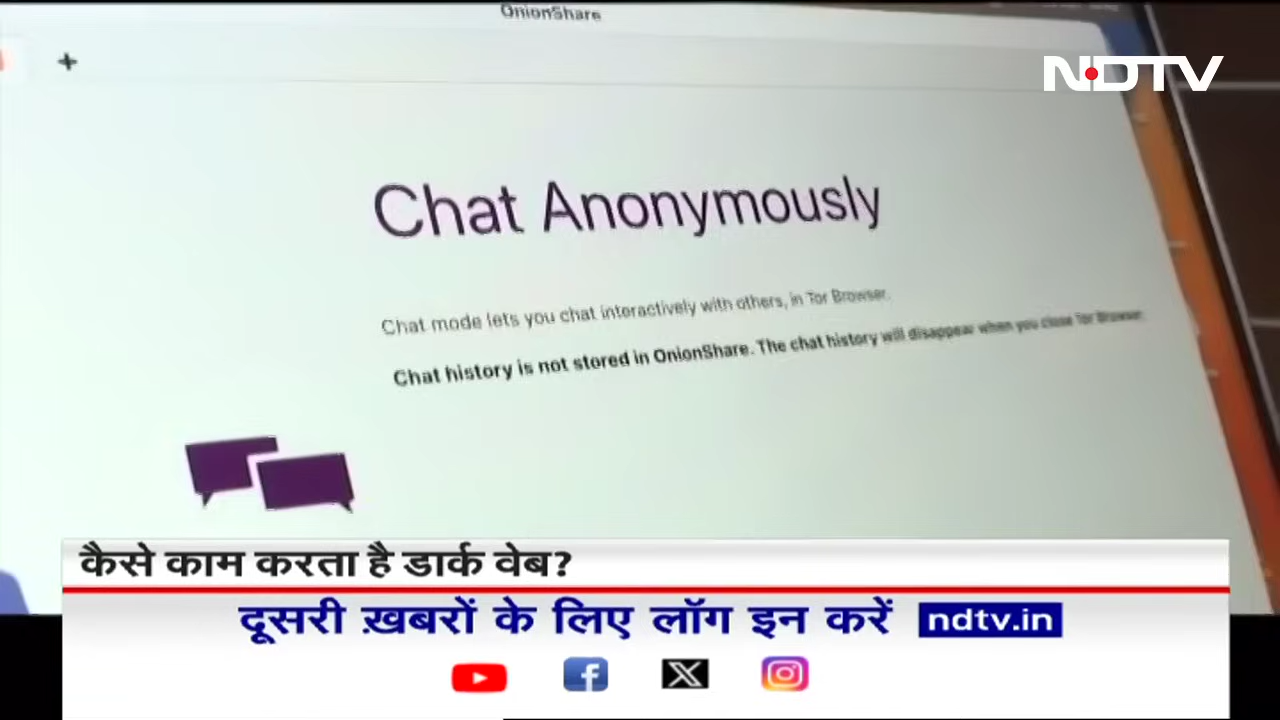 OnionShare
NDTV
Chat Anonymously
Chat mode lets you chat interactively with others, in Tor Browser.
Chat history is not stored in OnionShare. The chat history will disappear when you close Tor Browser.
कैसे काम करता है डार्क वेब?
दूसरी ख़बरों के लिए लॉग इन करें ndtv.in